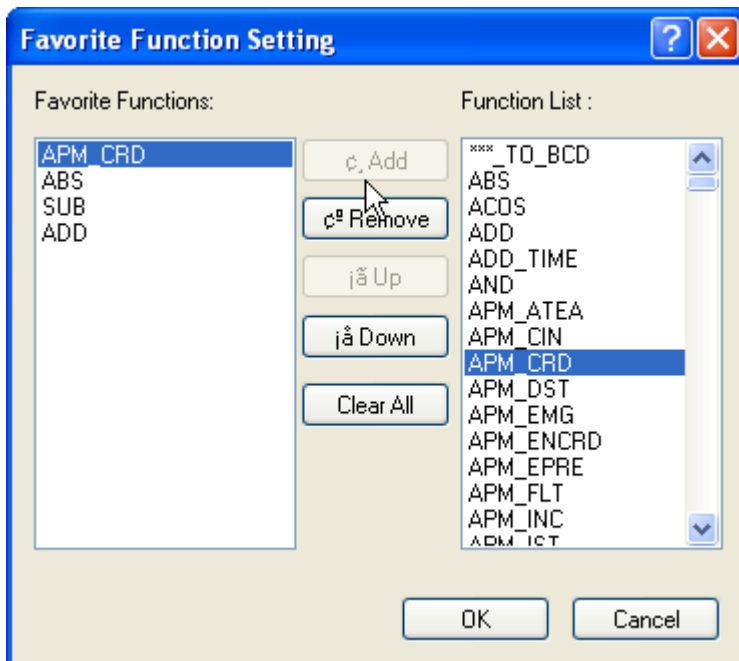 Favorite Function Setting
Favorite Functions:
APM_CRD
ABS
SUB
ADD
¢¸ Add
¢º Remove
¡ã Up
¡å Down
Clear All
Function List :
***_TO_BCD
ABS
ACOS
ADD
ADD_TIME
AND
APM_ATEA
APM_CIN
APM_CRD
APM_DST
APM_EMG
APM_ENCRD
APM_EPRE
APM_FLT
APM_INC
APM_IST
OK
Cancel